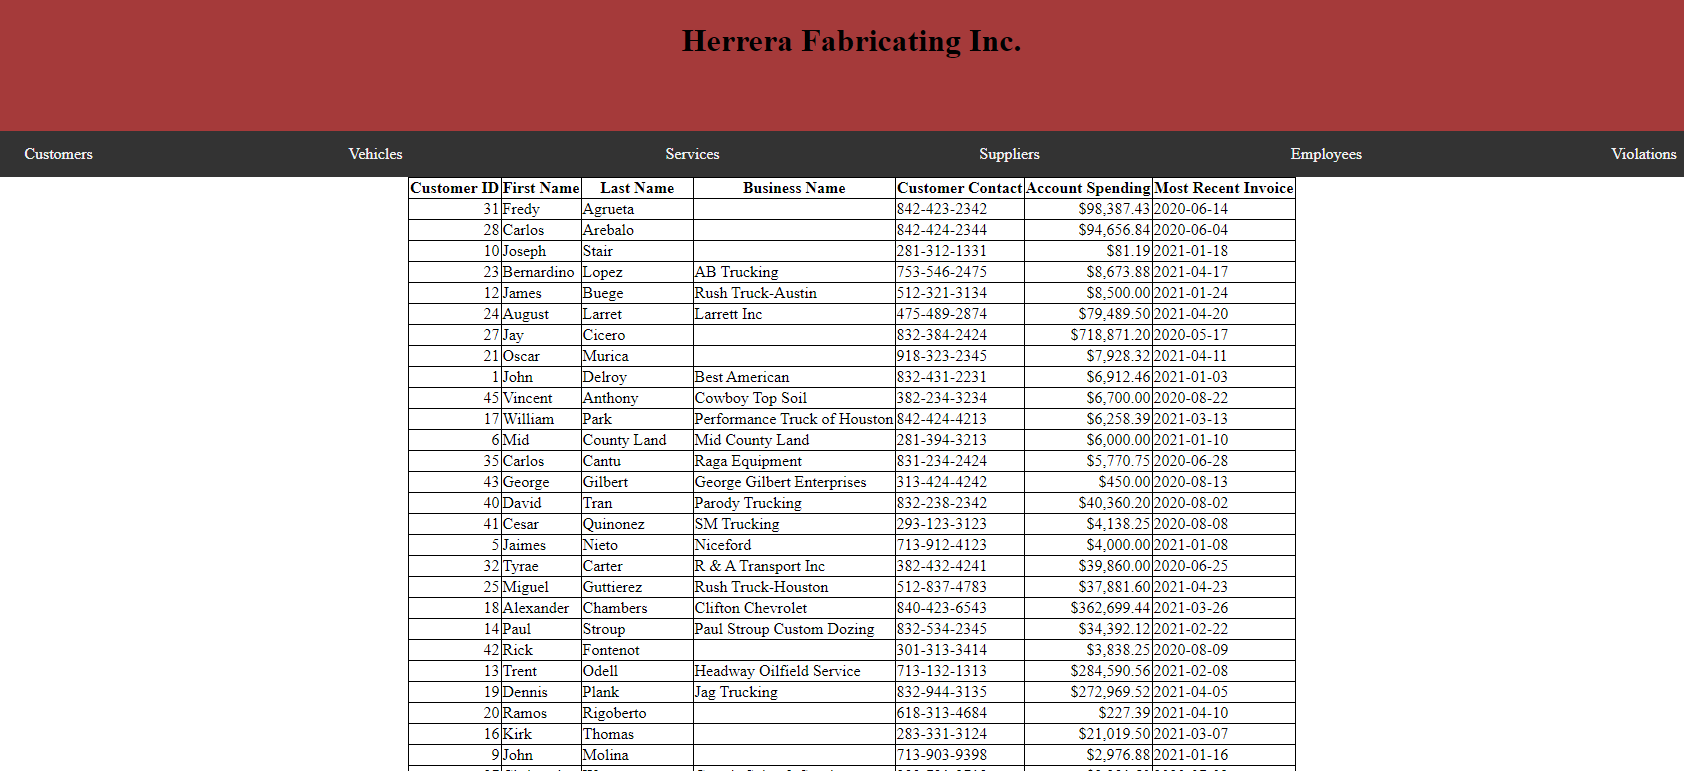 Herrera Fabricating Inc.
Customers Vehicles Services Suppliers Employees Violations
Customer ID First Name Last Name Business Name Customer Contact Account Spending Most Recent Invoice
31 Fredy Agrueta 842-423-2342 $98,387.43 2020-06-14
28 Carlos Arebalo 842-424-2344 $94,656.84 2020-06-04
10 Joseph Stair 281-312-1331 $81.19 2021-01-18
23 Bernardino Lopez AB Trucking 753-546-2475 $8,673.88 2021-04-17
12 James Buege Rush Truck-Austin 512-321-3134 $8,500.00 2021-01-24
24 August Larret Larrett Inc 475-489-2874 $79,489.50 2021-04-20
27 Jay Cicero 832-384-2424 $718,871.20 2020-05-17
21 Oscar Murica 918-323-2345 $7,928.32 2021-04-11
1 John Delroy Best American 832-431-2231 $6,912.46 2021-01-03
45 Vincent Anthony Cowboy Top Soil 382-234-3234 $6,700.00 2020-08-22
17 William Park Performance Truck of Houston 842-424-4213 $6,258.39 2021-03-13
6 Mid County Land Mid County Land 281-394-3213 $6,000.00 2021-01-10
35 Carlos Cantu Raga Equipment 831-234-2424 $5,770.75 2020-06-28
43 George Gilbert George Gilbert Enterprises 313-424-4242 $450.00 2020-08-13
40 David Tran Parody Trucking 832-238-2342 $40,360.20 2020-08-02
41 Cesar Quinonez SM Trucking 293-123-3123 $4,138.25 2020-08-08
5 Jaimes Nieto Niceford 713-912-4123 $4,000.00 2021-01-08
32 Tyrae Carter R & A Transport Inc 382-432-4241 $39,860.00 2020-06-25
25 Miguel Guttierez Rush Truck-Houston 512-837-4783 $37,881.60 2021-04-23
18 Alexander Chambers Clifton Chevrolet 840-423-6543 $362,699.44 2021-03-26
14 Paul Stroup Paul Stroup Custom Dozing 832-534-2345 $34,392.12 2021-02-22
42 Rick Fontenot 301-313-3414 $3,838.25 2020-08-09
13 Trent Odell Headway Oilfield Service 713-132-1313 $284,590.56 2021-02-08
19 Dennis Plank Jag Trucking 832-944-3135 $272,969.52 2021-04-05
20 Ramos Rigoberto 618-313-4684 $227.39 2021-04-10
16 Kirk Thomas 283-331-3124 $21,019.50 2021-03-07
9 John Molina 713-903-9398 $2,976.88 2021-01-16